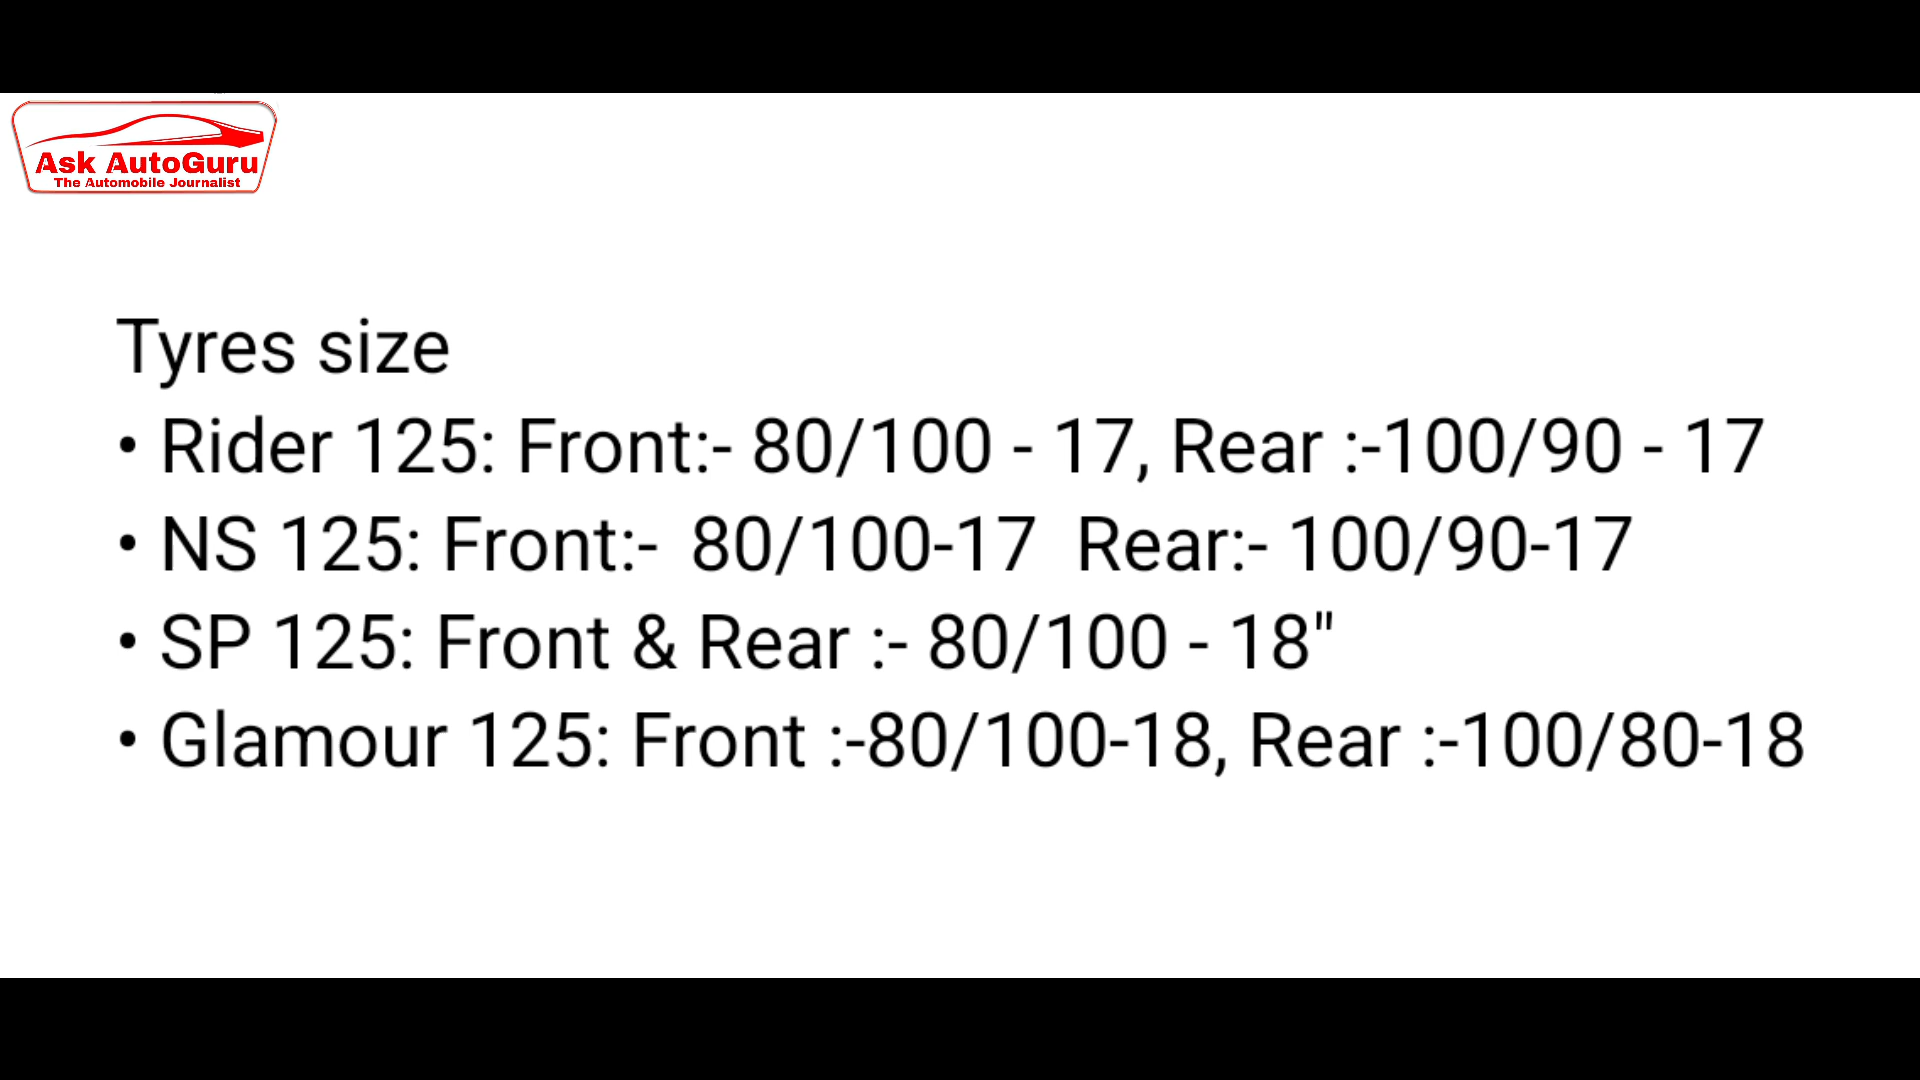 Ask AutoGuru
The Automobile Journalist
Tyres size
• Rider 125: Front:- 80/100 - 17, Rear :-100/90 - 17
• NS 125: Front:-  80/100-17  Rear:- 100/90-17
• SP 125: Front & Rear :- 80/100 - 18"
• Glamour 125: Front :-80/100-18, Rear :-100/80-18